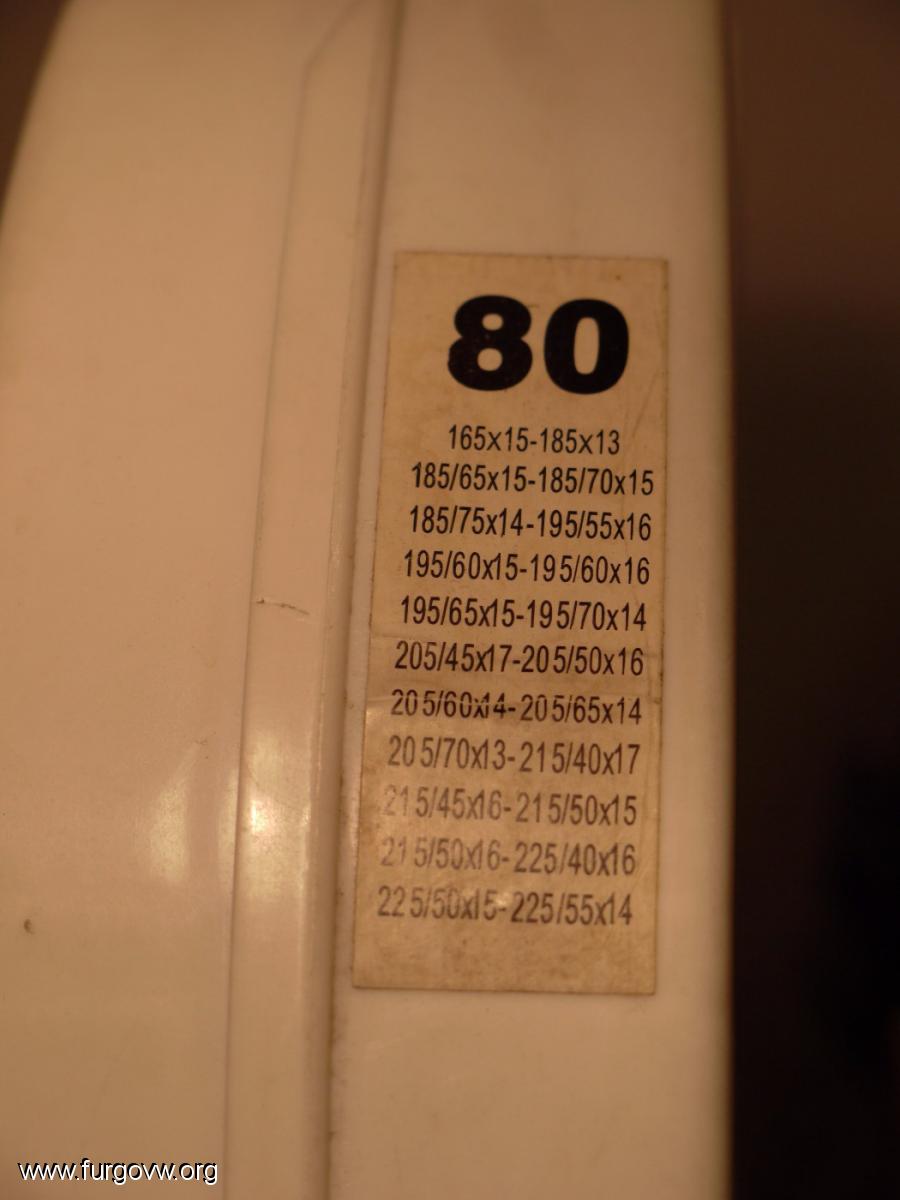 80
165x15-185x13
185/65x15-185/70x15
185/75x14-195/55x16
195/60x15-195/60x16
195/65x15-195/70x14
205/45x17-205/50x16
205/60x14-205/65x14
205/70x13-215/40x17
215/45x16-215/50x15
215/50x16-225/40x16
225/50x15-225/55x14
www.furgovw.org